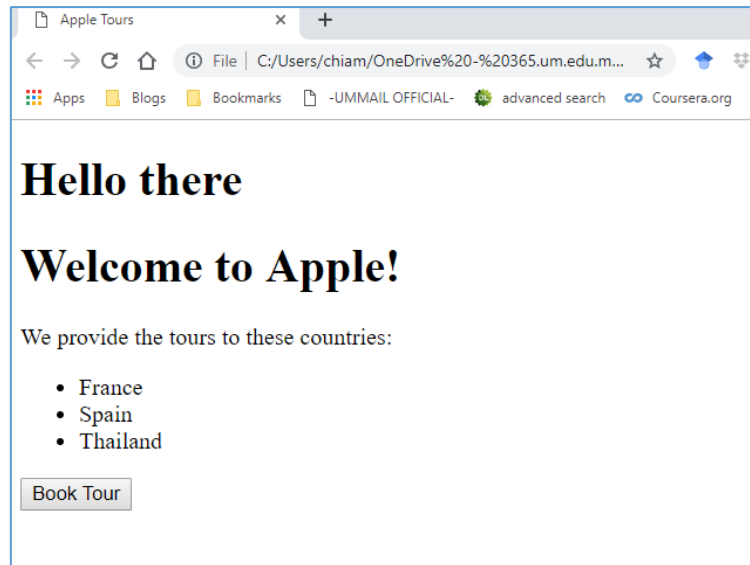 Apple Tours
File C:/Users/chiam/OneDrive%20-%20365.um.edu.m...
Apps Blogs Bookmarks -UMMAIL OFFICIAL- advanced search Coursera.org
Hello there
Welcome to Apple!
We provide the tours to these countries:
• France
• Spain
• Thailand
Book Tour